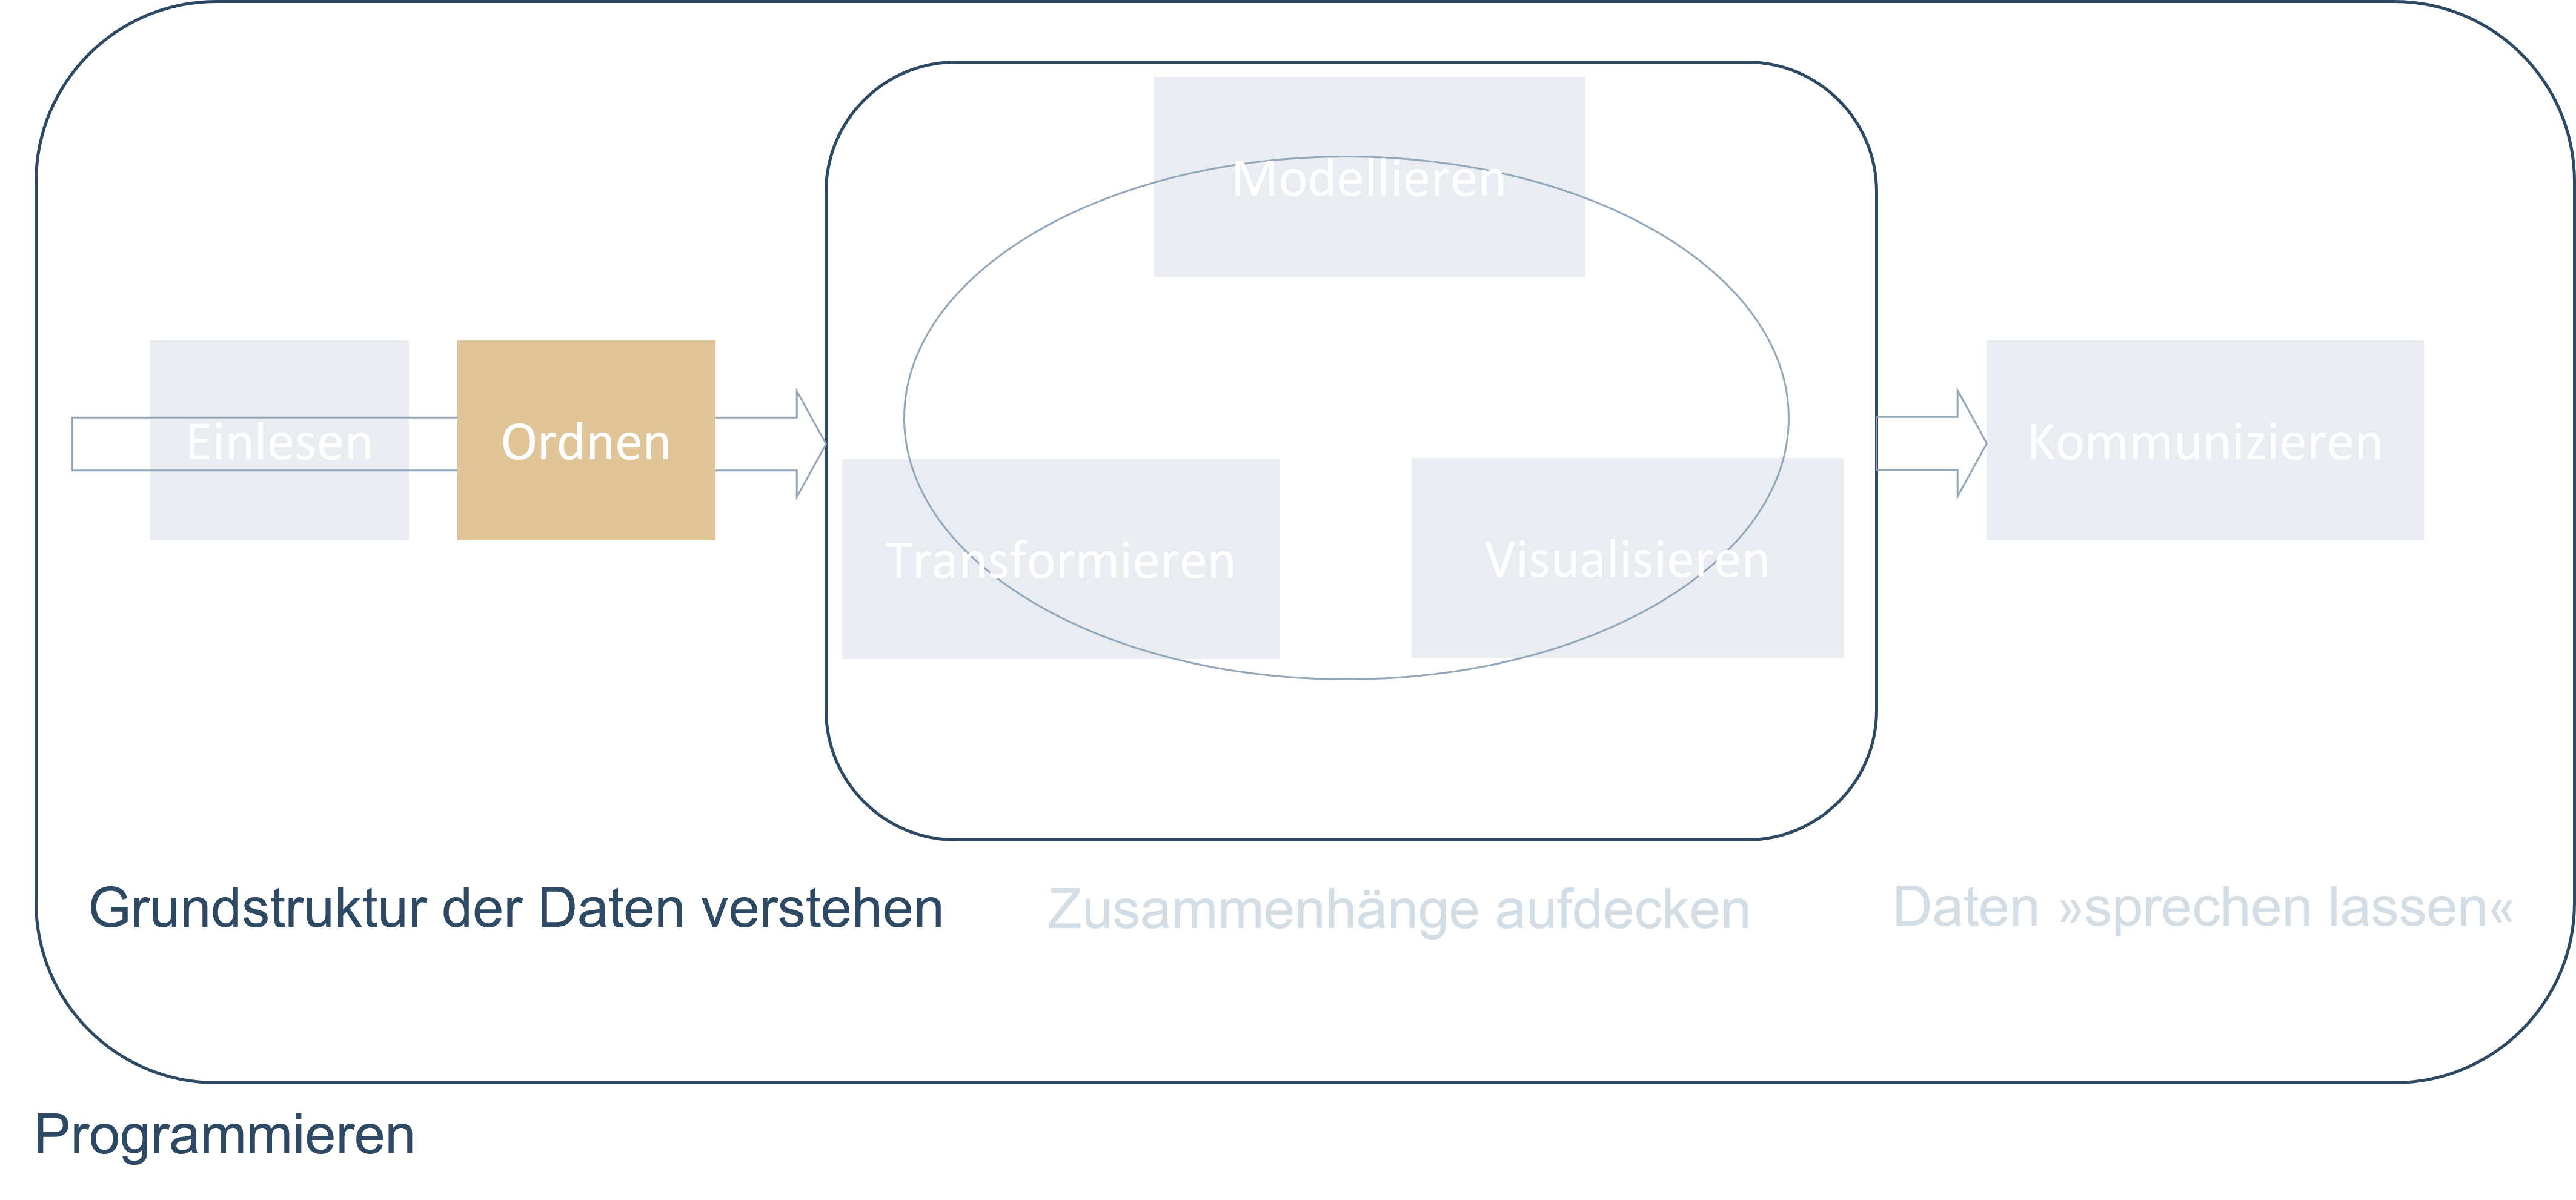 Modellieren
Einlesen
Ordnen
Kommunizieren
Transformieren
Visualisieren
Grundstruktur der Daten verstehen
Zusammenhänge aufdecken
Daten »sprechen lassen«
Programmieren